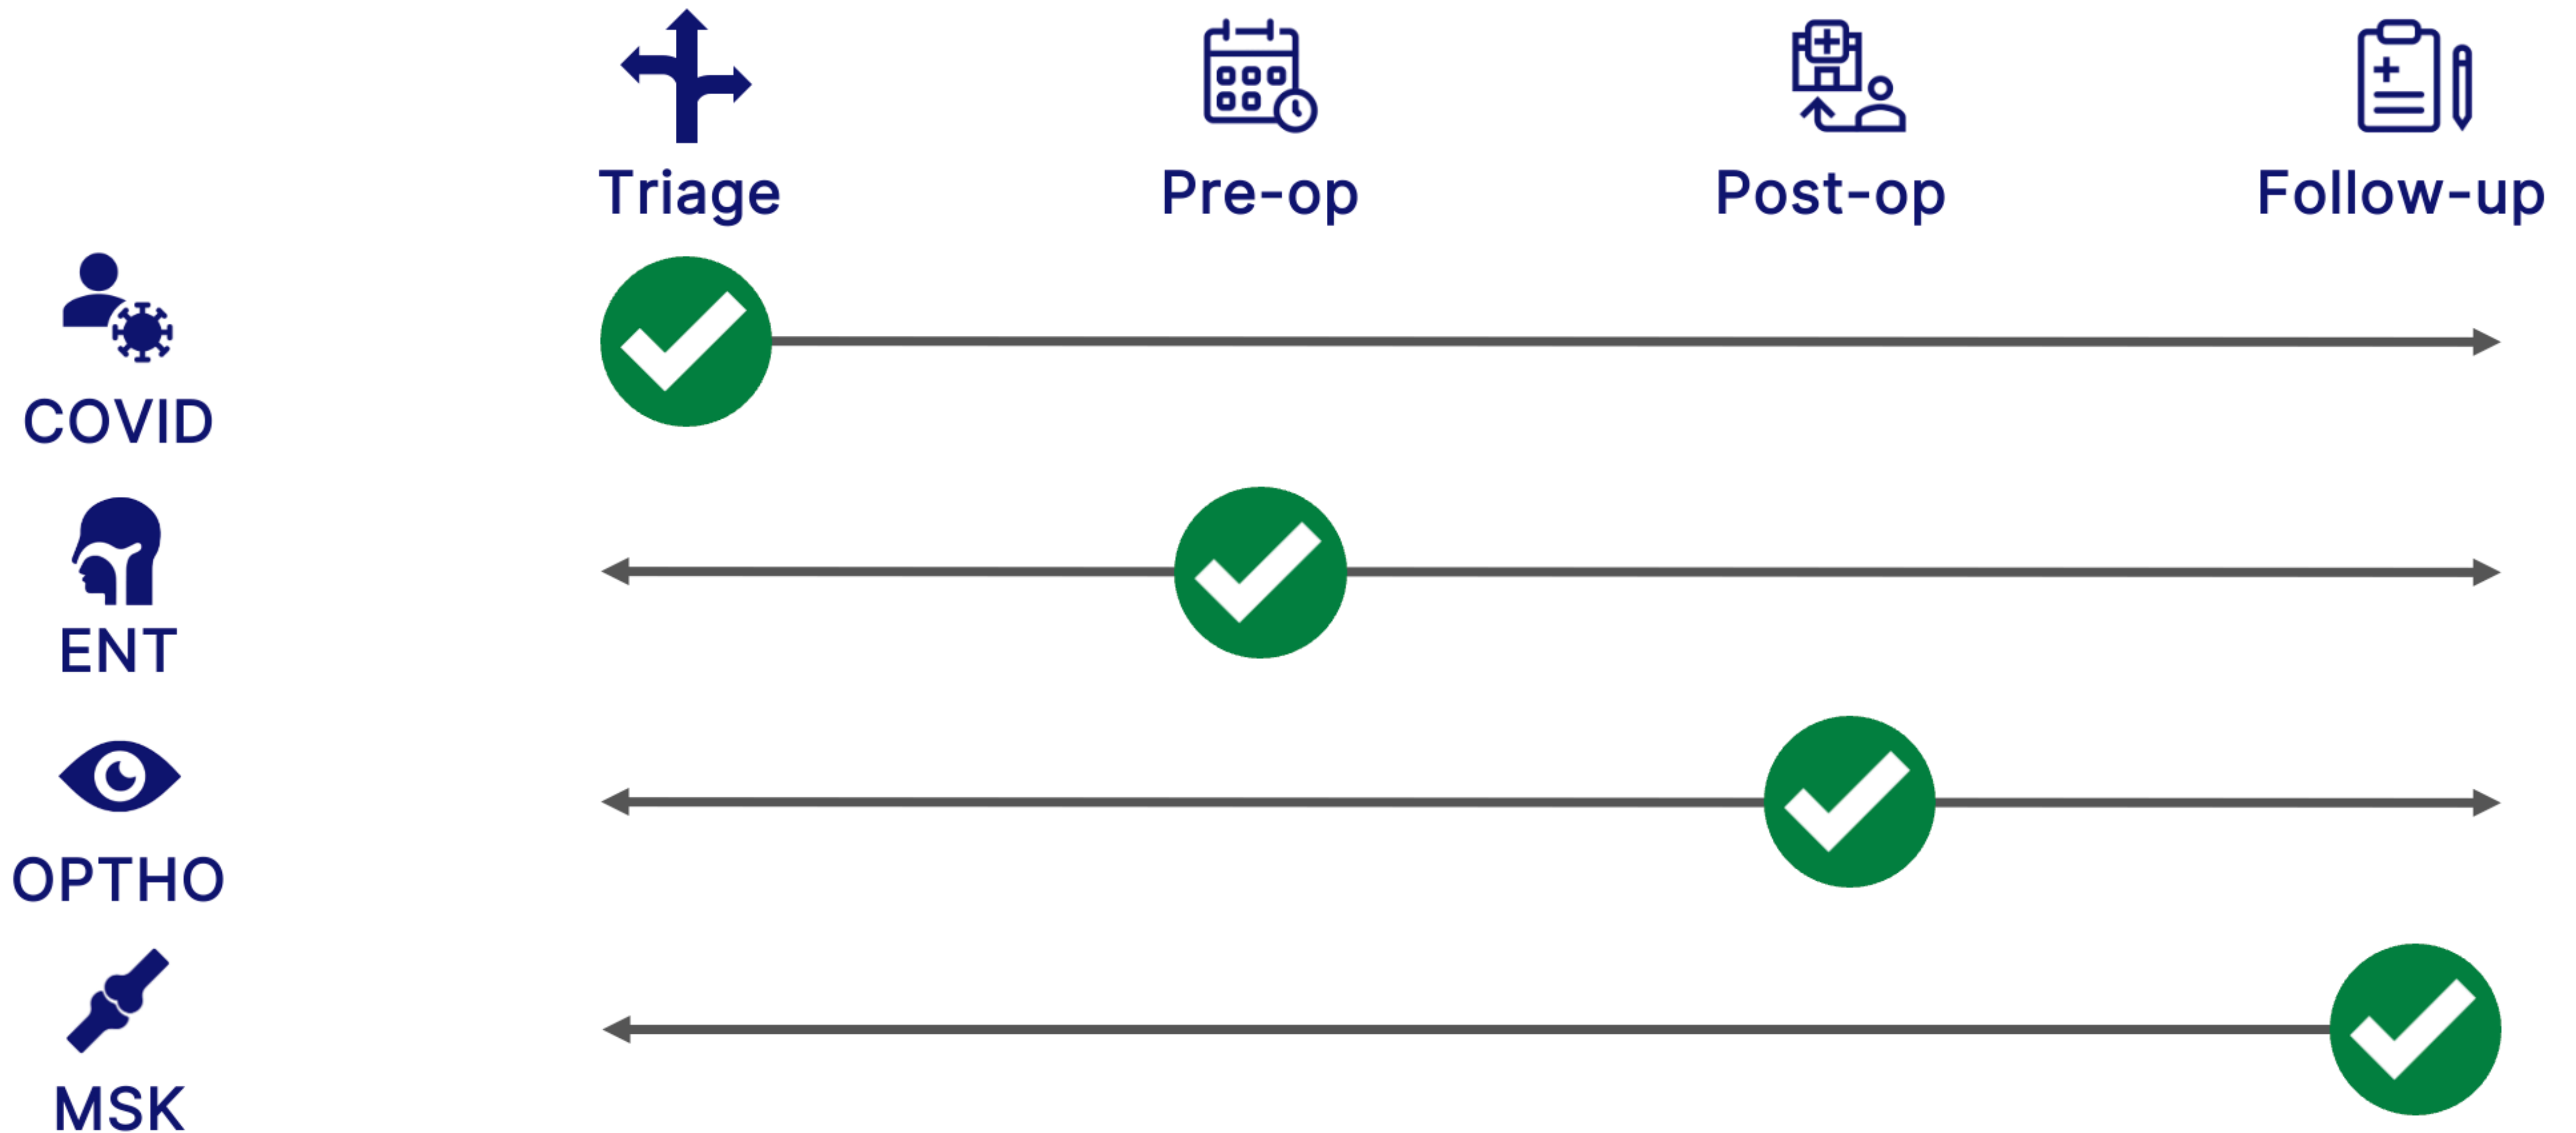 Triage
Pre-op
Post-op
Follow-up
COVID
ENT
OPTHO
MSK